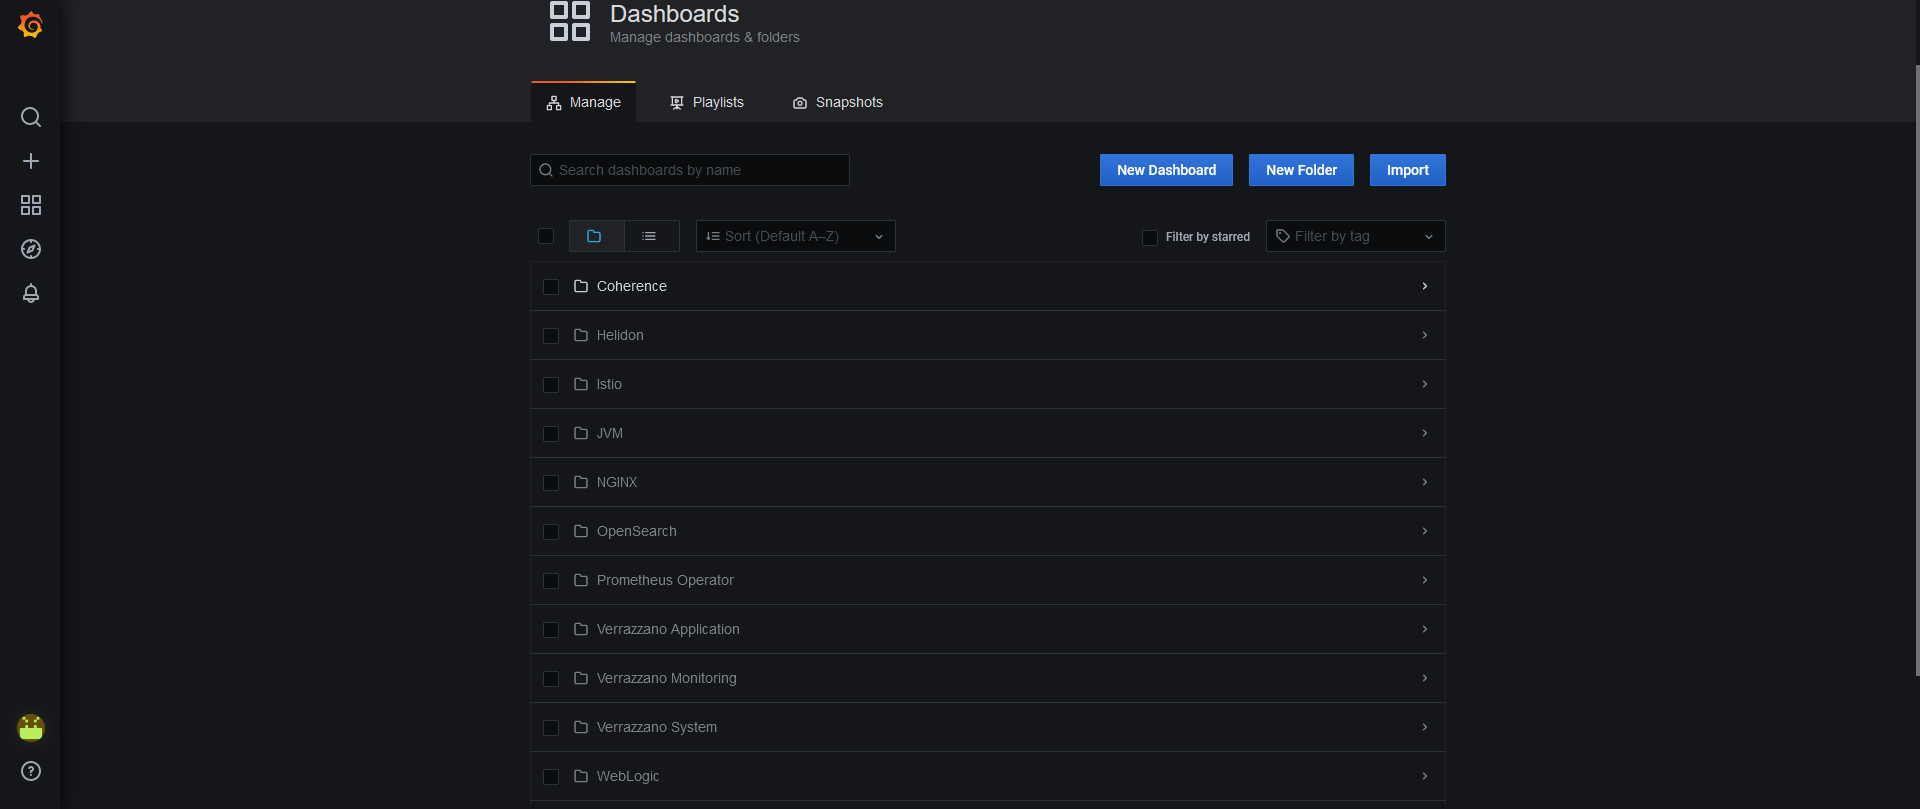 Dashboards
Manage dashboards & folders
Manage Playlists Snapshots
Search dashboards by name New Dashboard New Folder Import
Sort (Default A–Z) Filter by starred Filter by tag
Coherence
Helidon
Istio
JVM
NGINX
OpenSearch
Prometheus Operator
Verrazzano Application
Verrazzano Monitoring
Verrazzano System
WebLogic